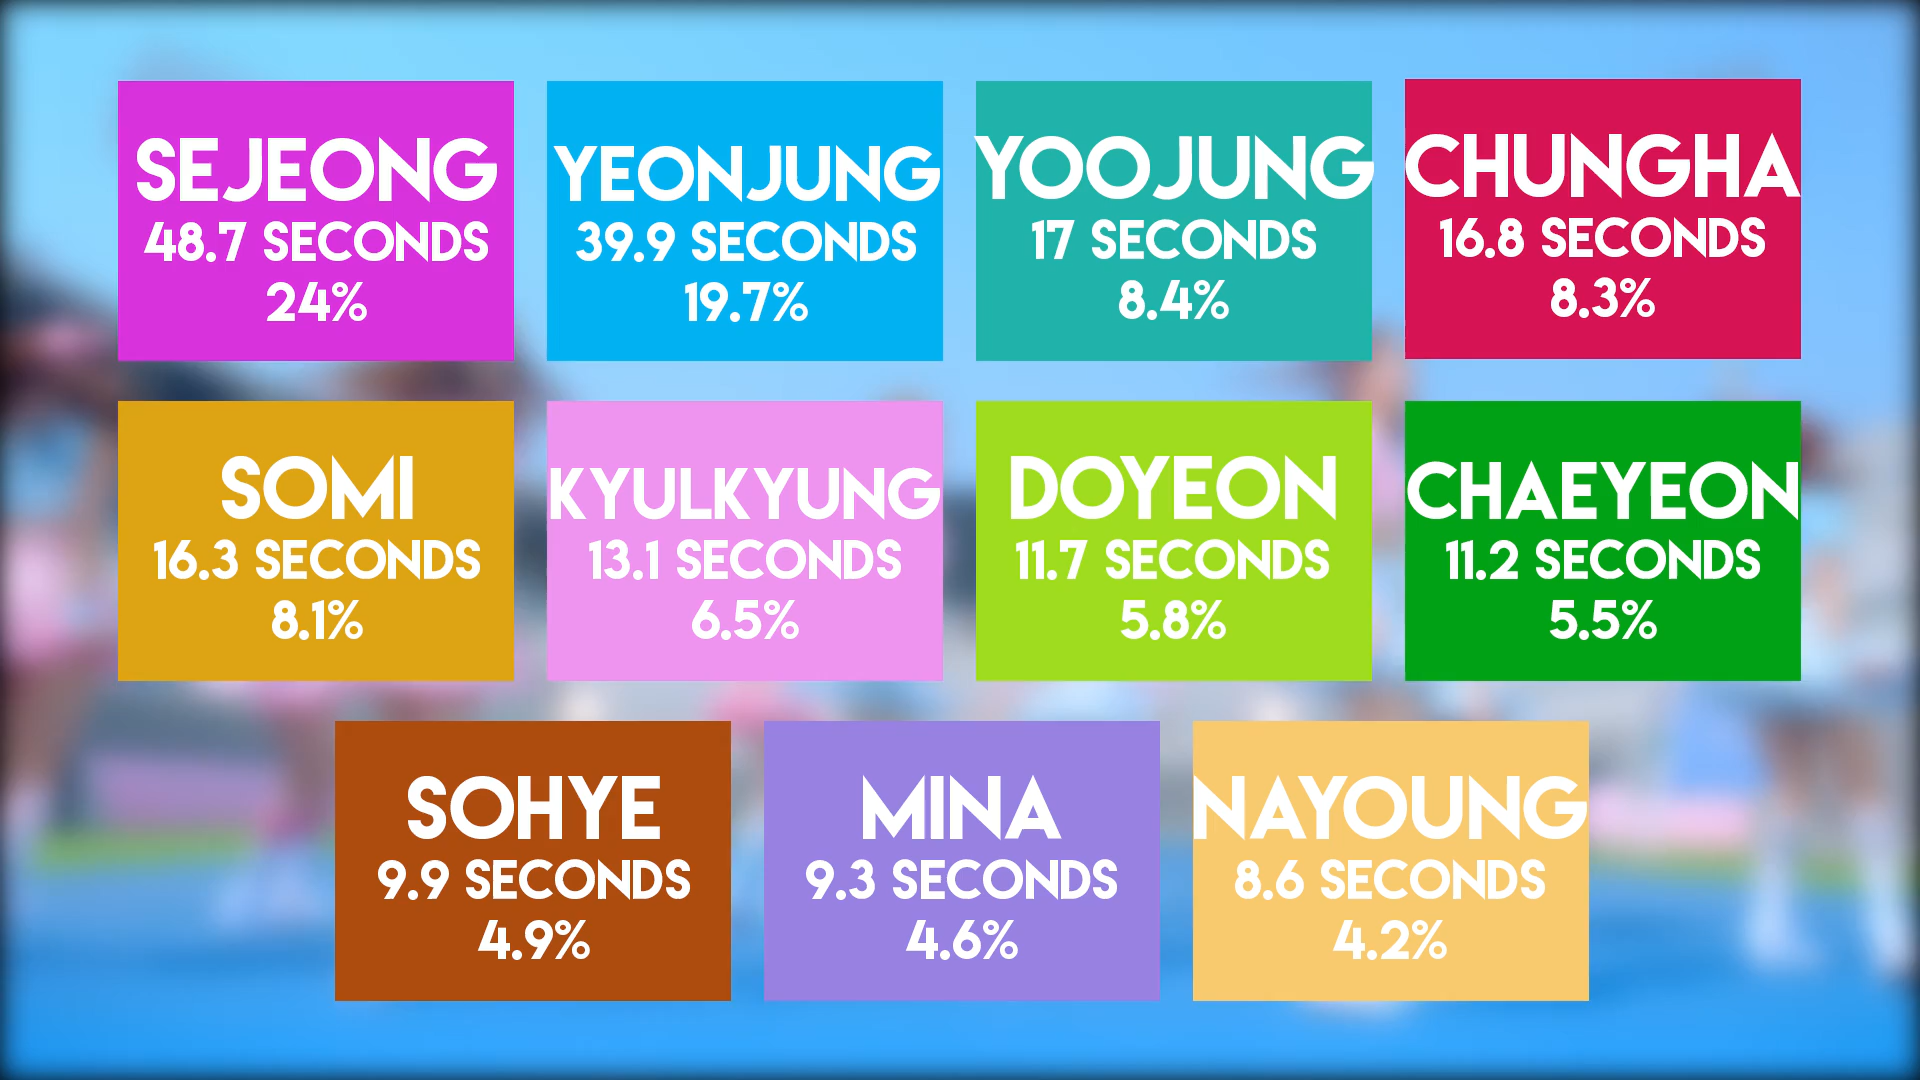 SEJEONG
48.7 SECONDS
24%
YEONJUNG
39.9 SECONDS
19.7%
YOOJUNG
17 SECONDS
8.4%
CHUNGHA
16.8 SECONDS
8.3%
SOMI
16.3 SECONDS
8.1%
KYULKYUNG
13.1 SECONDS
6.5%
DOYEON
11.7 SECONDS
5.8%
CHAEYEON
11.2 SECONDS
5.5%
SOHYE
9.9 SECONDS
4.9%
MINA
9.3 SECONDS
4.6%
NAYOUNG
8.6 SECONDS
4.2%